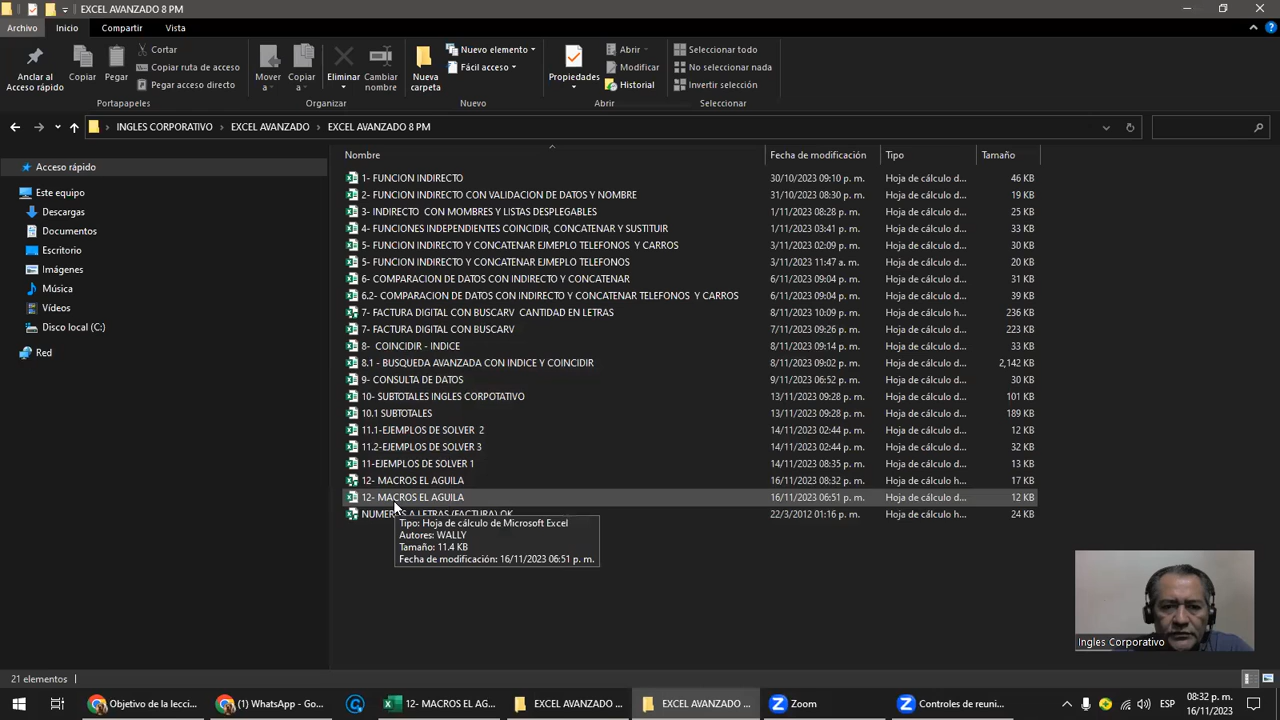 EXCEL AVANZADO 8 PM
Archivo Inicio Compartir Vista
Anclar al Acceso rápido
Copiar
Pegar
Cortar
Copiar ruta de acceso
Pegar acceso directo
Mover a
Copiar a
Eliminar
Cambiar nombre
Nueva carpeta
Nuevo elemento
Fácil acceso
Propiedades
Abrir
Modificar
Historial
Seleccionar todo
No seleccionar nada
Invertir selección
Portapapeles Organizar Nuevo Abrir Seleccionar
INGLES CORPORATIVO › EXCEL AVANZADO › EXCEL AVANZADO 8 PM
Acceso rápido
Este equipo
Descargas
Documentos
Escritorio
Imágenes
Música
Vídeos
Disco local (C:)
Red
Nombre Fecha de modificación Tipo Tamaño
1- FUNCION INDIRECTO 30/10/2023 09:10 p. m. Hoja de cálculo d... 46 KB
2- FUNCION INDIRECTO CON VALIDACION DE DATOS Y NOMBRE 31/10/2023 08:30 p. m. Hoja de cálculo d... 19 KB
3- INDIRECTO CON MOMBRES Y LISTAS DESPLEGABLES 1/11/2023 08:28 p. m. Hoja de cálculo d... 25 KB
4- FUNCIONES INDEPENDIENTES COINCIDIR, CONCATENAR Y SUSTITUIR 1/11/2023 03:41 p. m. Hoja de cálculo d... 33 KB
5- FUNCION INDIRECTO Y CONCATENAR EJMEPLO TELEFONOS Y CARROS 3/11/2023 02:09 p. m. Hoja de cálculo d... 30 KB
5- FUNCION INDIRECTO Y CONCATENAR EJMEPLO TELEFONOS 3/11/2023 11:47 a. m. Hoja de cálculo d... 20 KB
6- COMPARACION DE DATOS CON INDIRECTO Y CONCATENAR 6/11/2023 09:04 p. m. Hoja de cálculo d... 31 KB
6.2- COMPARACION DE DATOS CON INDIRECTO Y CONCATENAR TELEFONOS Y CARROS 6/11/2023 09:04 p. m. Hoja de cálculo d... 39 KB
7- FACTURA DIGITAL CON BUSCARV CANTIDAD EN LETRAS 8/11/2023 10:09 p. m. Hoja de cálculo h... 236 KB
7- FACTURA DIGITAL CON BUSCARV 7/11/2023 09:26 p. m. Hoja de cálculo d... 223 KB
8- COINCIDIR - INDICE 8/11/2023 09:14 p. m. Hoja de cálculo d... 33 KB
8.1 - BUSQUEDA AVANZADA CON INDICE Y COINCIDIR 8/11/2023 09:02 p. m. Hoja de cálculo d... 2,142 KB
9- CONSULTA DE DATOS 9/11/2023 06:52 p. m. Hoja de cálculo d... 30 KB
10- SUBTOTALES INGLES CORPOTATIVO 13/11/2023 09:28 p. m. Hoja de cálculo d... 101 KB
10.1 SUBTOTALES 13/11/2023 09:28 p. m. Hoja de cálculo d... 189 KB
11.1-EJEMPLOS DE SOLVER 2 14/11/2023 02:44 p. m. Hoja de cálculo d... 12 KB
11.2-EJEMPLOS DE SOLVER 3 14/11/2023 02:44 p. m. Hoja de cálculo d... 32 KB
11-EJEMPLOS DE SOLVER 1 14/11/2023 08:35 p. m. Hoja de cálculo d... 13 KB
12- MACROS EL AGUILA 16/11/2023 08:32 p. m. Hoja de cálculo h... 17 KB
12- MACROS EL AGUILA 16/11/2023 06:51 p. m. Hoja de cálculo d... 12 KB
NUMEROS A LETRAS (FACTURA) OK 22/3/2012 01:16 p. m. Hoja de cálculo h... 24 KB
Tipo: Hoja de cálculo de Microsoft Excel
Autores: WALLY
Tamaño: 11.4 KB
Fecha de modificación: 16/11/2023 06:51 p. m.
Ingles Corporativo
21 elementos
Objetivo de la lecci... (1) WhatsApp - Go... 12- MACROS EL AG... EXCEL AVANZADO ... EXCEL AVANZADO ... Zoom Controles de reuni... ESP 08:32 p. m.
16/11/2023